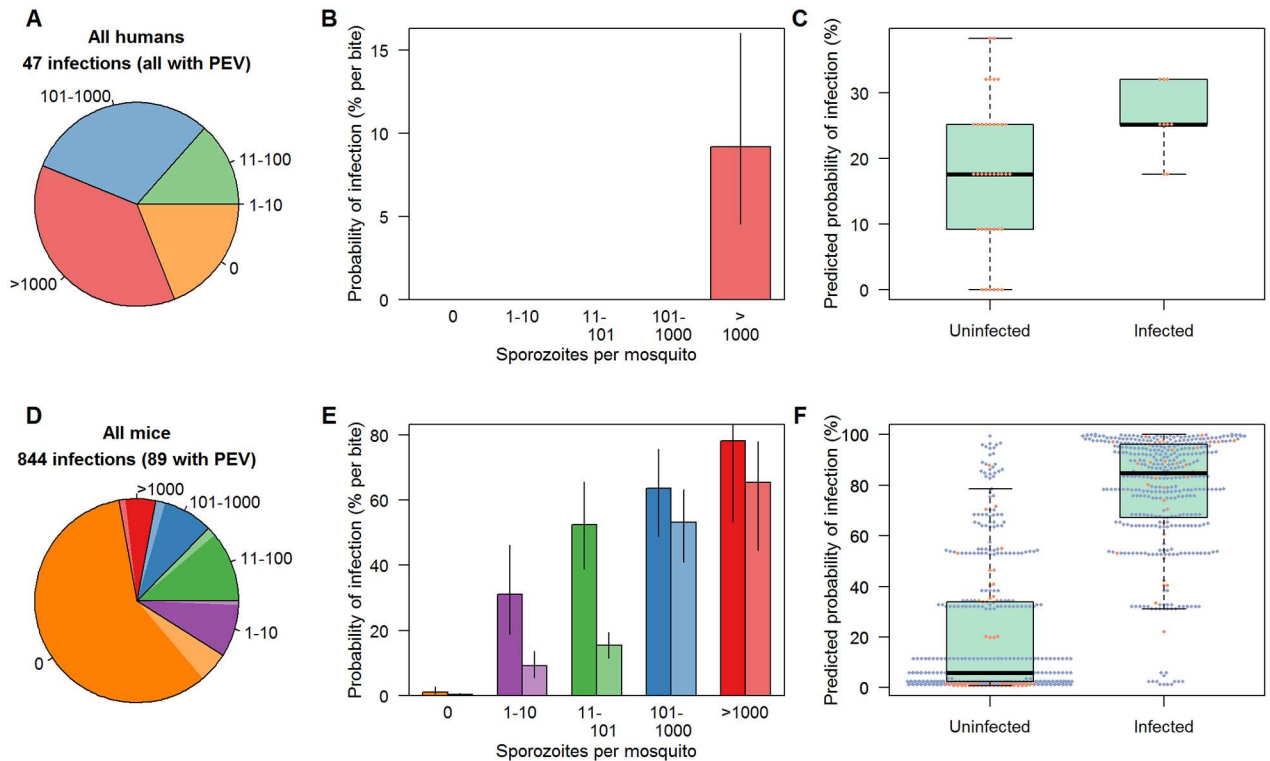 A
All humans
47 infections (all with PEV)
101-1000
11-100
1-10
0
>1000
B
Probability of infection (% per bite)
15
10
5
0
0
1-10
11-
101
101-
1000
>
1000
Sporozoites per mosquito
C
Predicted probability of infection (%)
30
20
10
0
Uninfected
Infected
D
All mice
844 infections (89 with PEV)
>1000
101-1000
11-100
1-10
0
E
Probability of infection (% per bite)
80
60
40
20
0
0
1-10
11-
101
101-
1000
>1000
Sporozoites per mosquito
F
Predicted probability of infection (%)
100
80
60
40
20
0
Uninfected
Infected